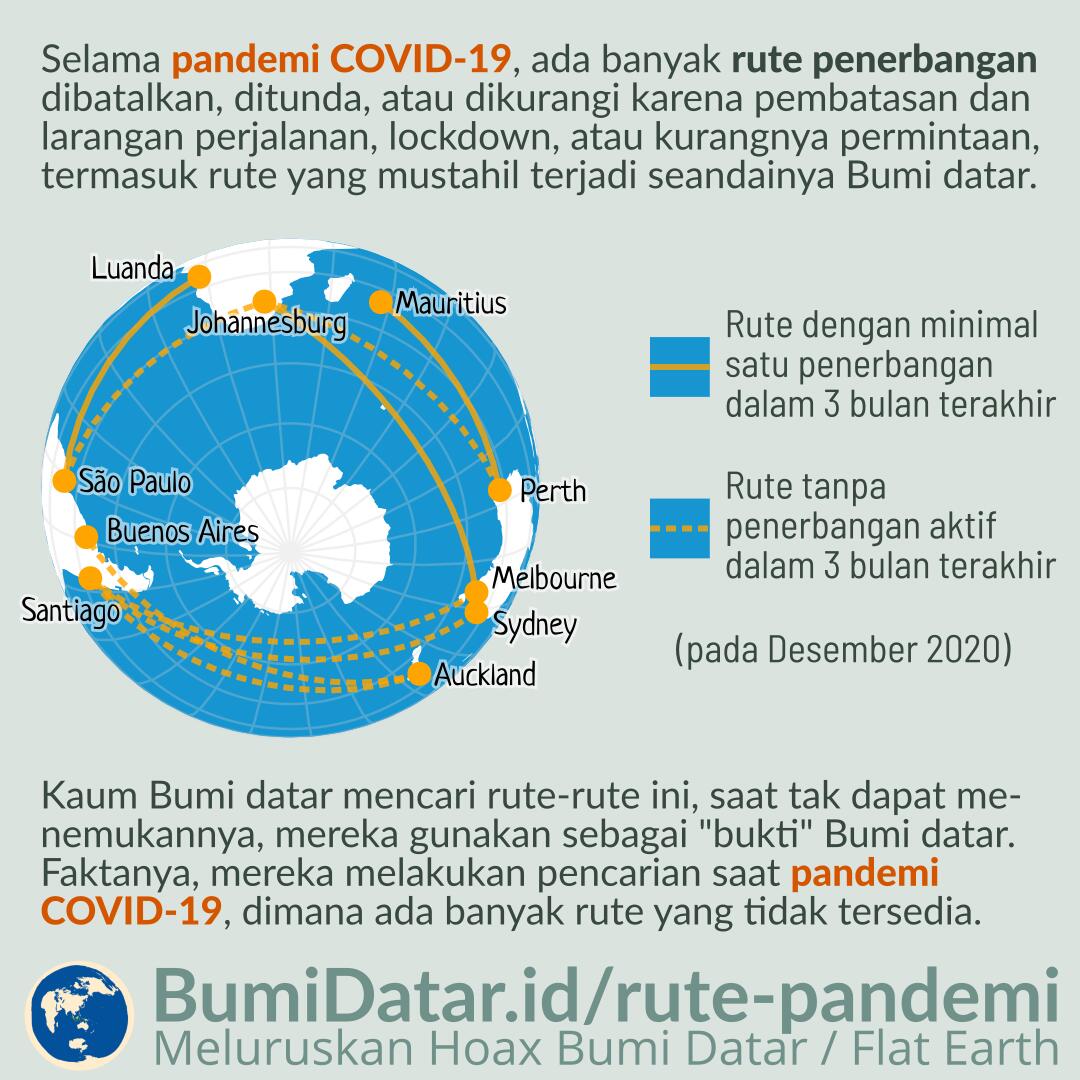 Selama pandemi COVID-19, ada banyak rute penerbangan
dibatalkan, ditunda, atau dikurangi karena pembatasan dan
larangan perjalanan, lockdown, atau kurangnya permintaan,
termasuk rute yang mustahil terjadi seandainya Bumi datar.
Luanda
Johannesburg
Mauritius
São Paulo
Perth
Buenos Aires
Santiago
Melbourne
Sydney
Auckland
Rute dengan minimal
satu penerbangan
dalam 3 bulan terakhir
Rute tanpa
penerbangan aktif
dalam 3 bulan terakhir
(pada Desember 2020)
Kaum Bumi datar mencari rute-rute ini, saat tak dapat me-
nemukannya, mereka gunakan sebagai "bukti" Bumi datar.
Faktanya, mereka melakukan pencarian saat pandemi
COVID-19, dimana ada banyak rute yang tidak tersedia.
BumiDatar.id/rute-pandemi
Meluruskan Hoax Bumi Datar / Flat Earth